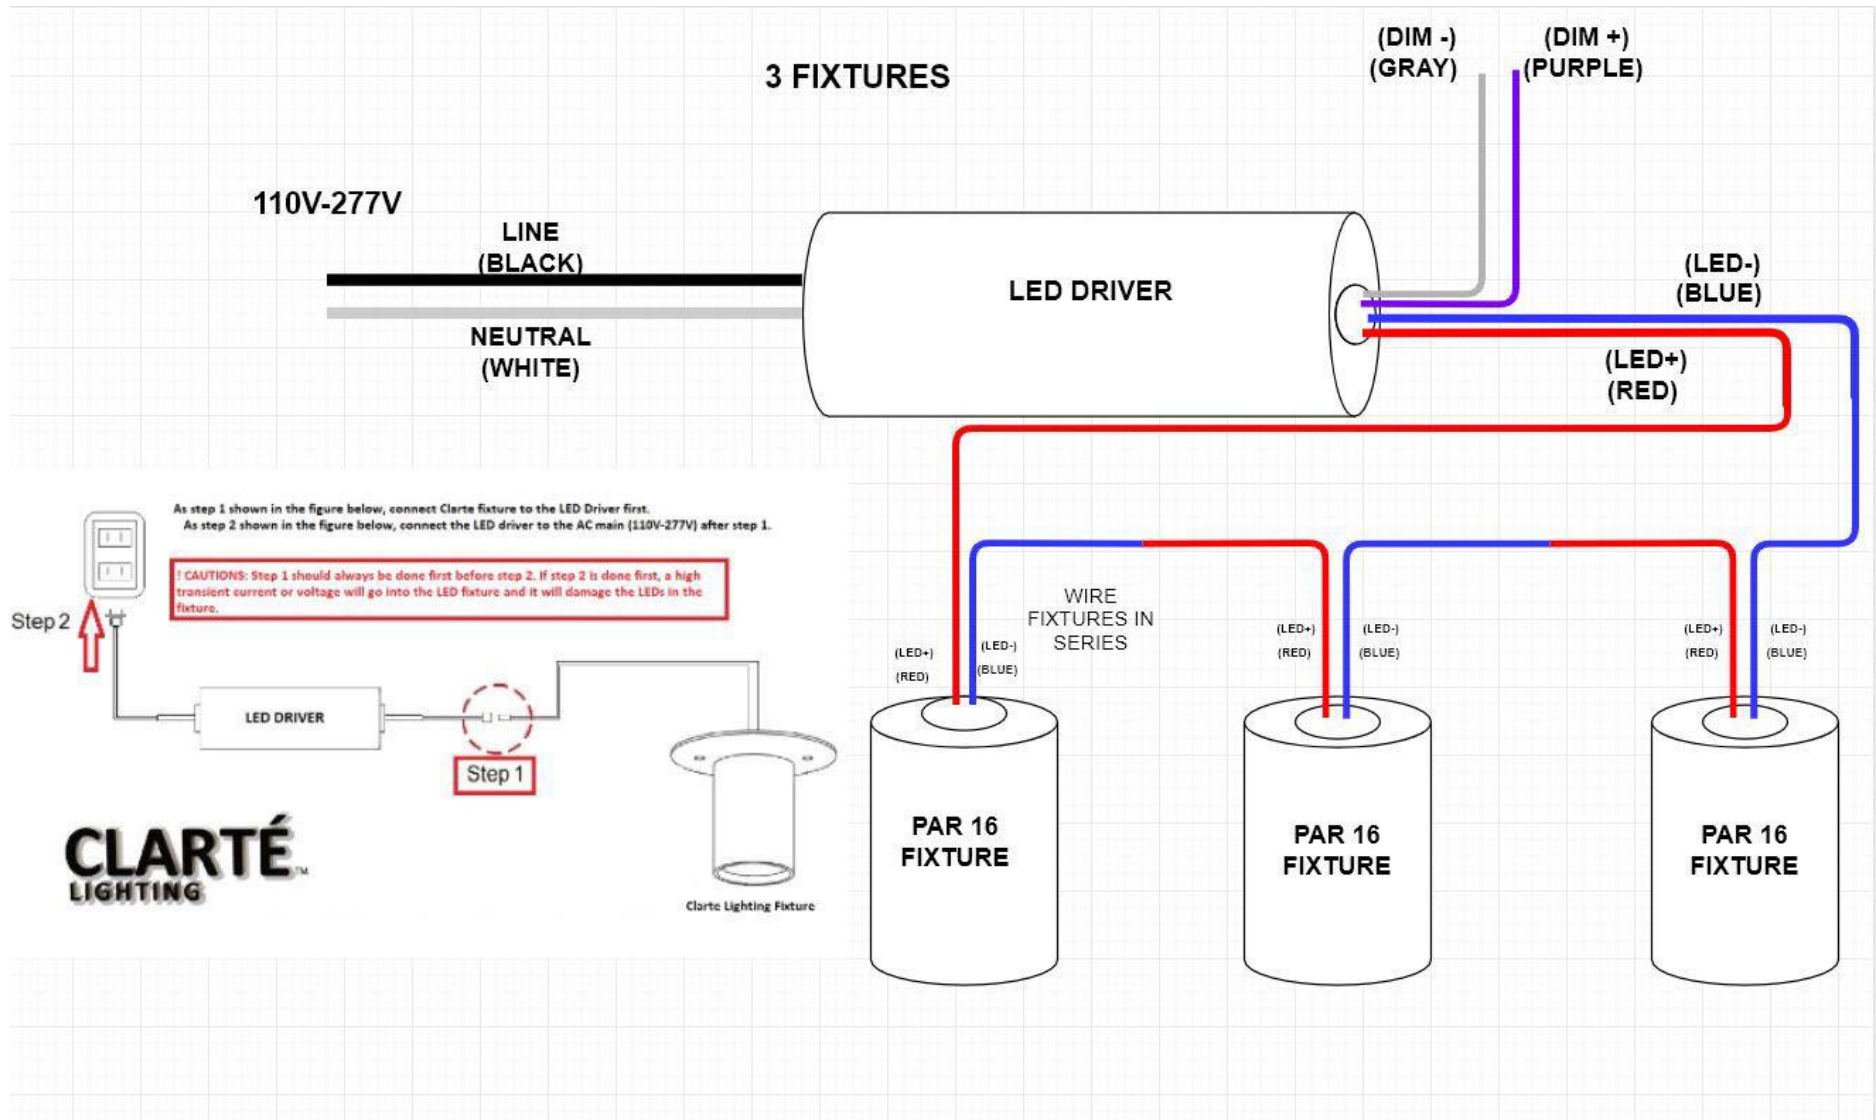 3 FIXTURES
(DIM -)
(GRAY)
(DIM +)
(PURPLE)
110V-277V
LINE
(BLACK)
NEUTRAL
(WHITE)
LED DRIVER
(LED-)
(BLUE)
(LED+)
(RED)
As step 1 shown in the figure below, connect Clarte fixture to the LED Driver first.
As step 2 shown in the figure below, connect the LED driver to the AC main (110V-277V) after step 1.
! CAUTIONS: Step 1 should always be done first before step 2. If step 2 is done first, a high
transient current or voltage will go into the LED fixture and it will damage the LEDs in the
fixture.
Step 2
LED DRIVER
Step 1
Clarte Lighting Fixture
CLARTÉ
LIGHTING
TM
WIRE
FIXTURES IN
SERIES
(LED+)
(RED)
(LED-)
(BLUE)
(LED+)
(RED)
(LED-)
(BLUE)
(LED+)
(RED)
(LED-)
(BLUE)
PAR 16
FIXTURE
PAR 16
FIXTURE
PAR 16
FIXTURE